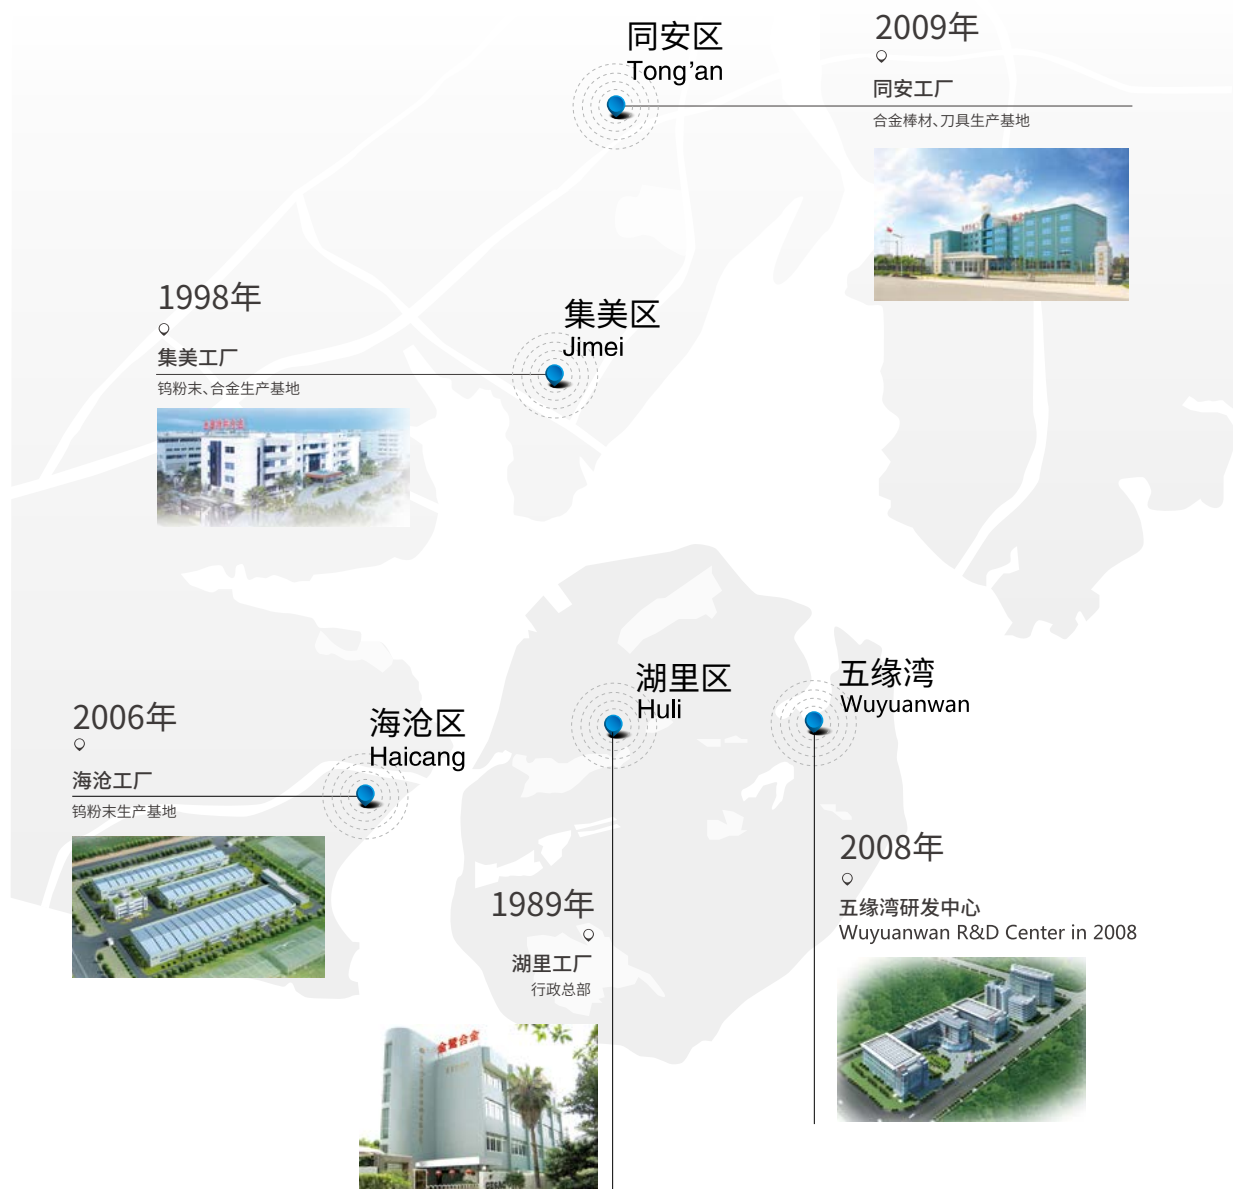 同安区
Tong'an
2009年
同安工厂
合金棒材、刀具生产基地
1998年
集美工厂
钨粉末、合金生产基地
集美区
Jimei
2006年
海沧工厂
钨粉末生产基地
海沧区
Haicang
湖里区
Huli
五缘湾
Wuyuanwan
1989年
湖里工厂
行政总部
金鹭合金
2008年
五缘湾研发中心
Wuyuanwan R&D Center in 2008